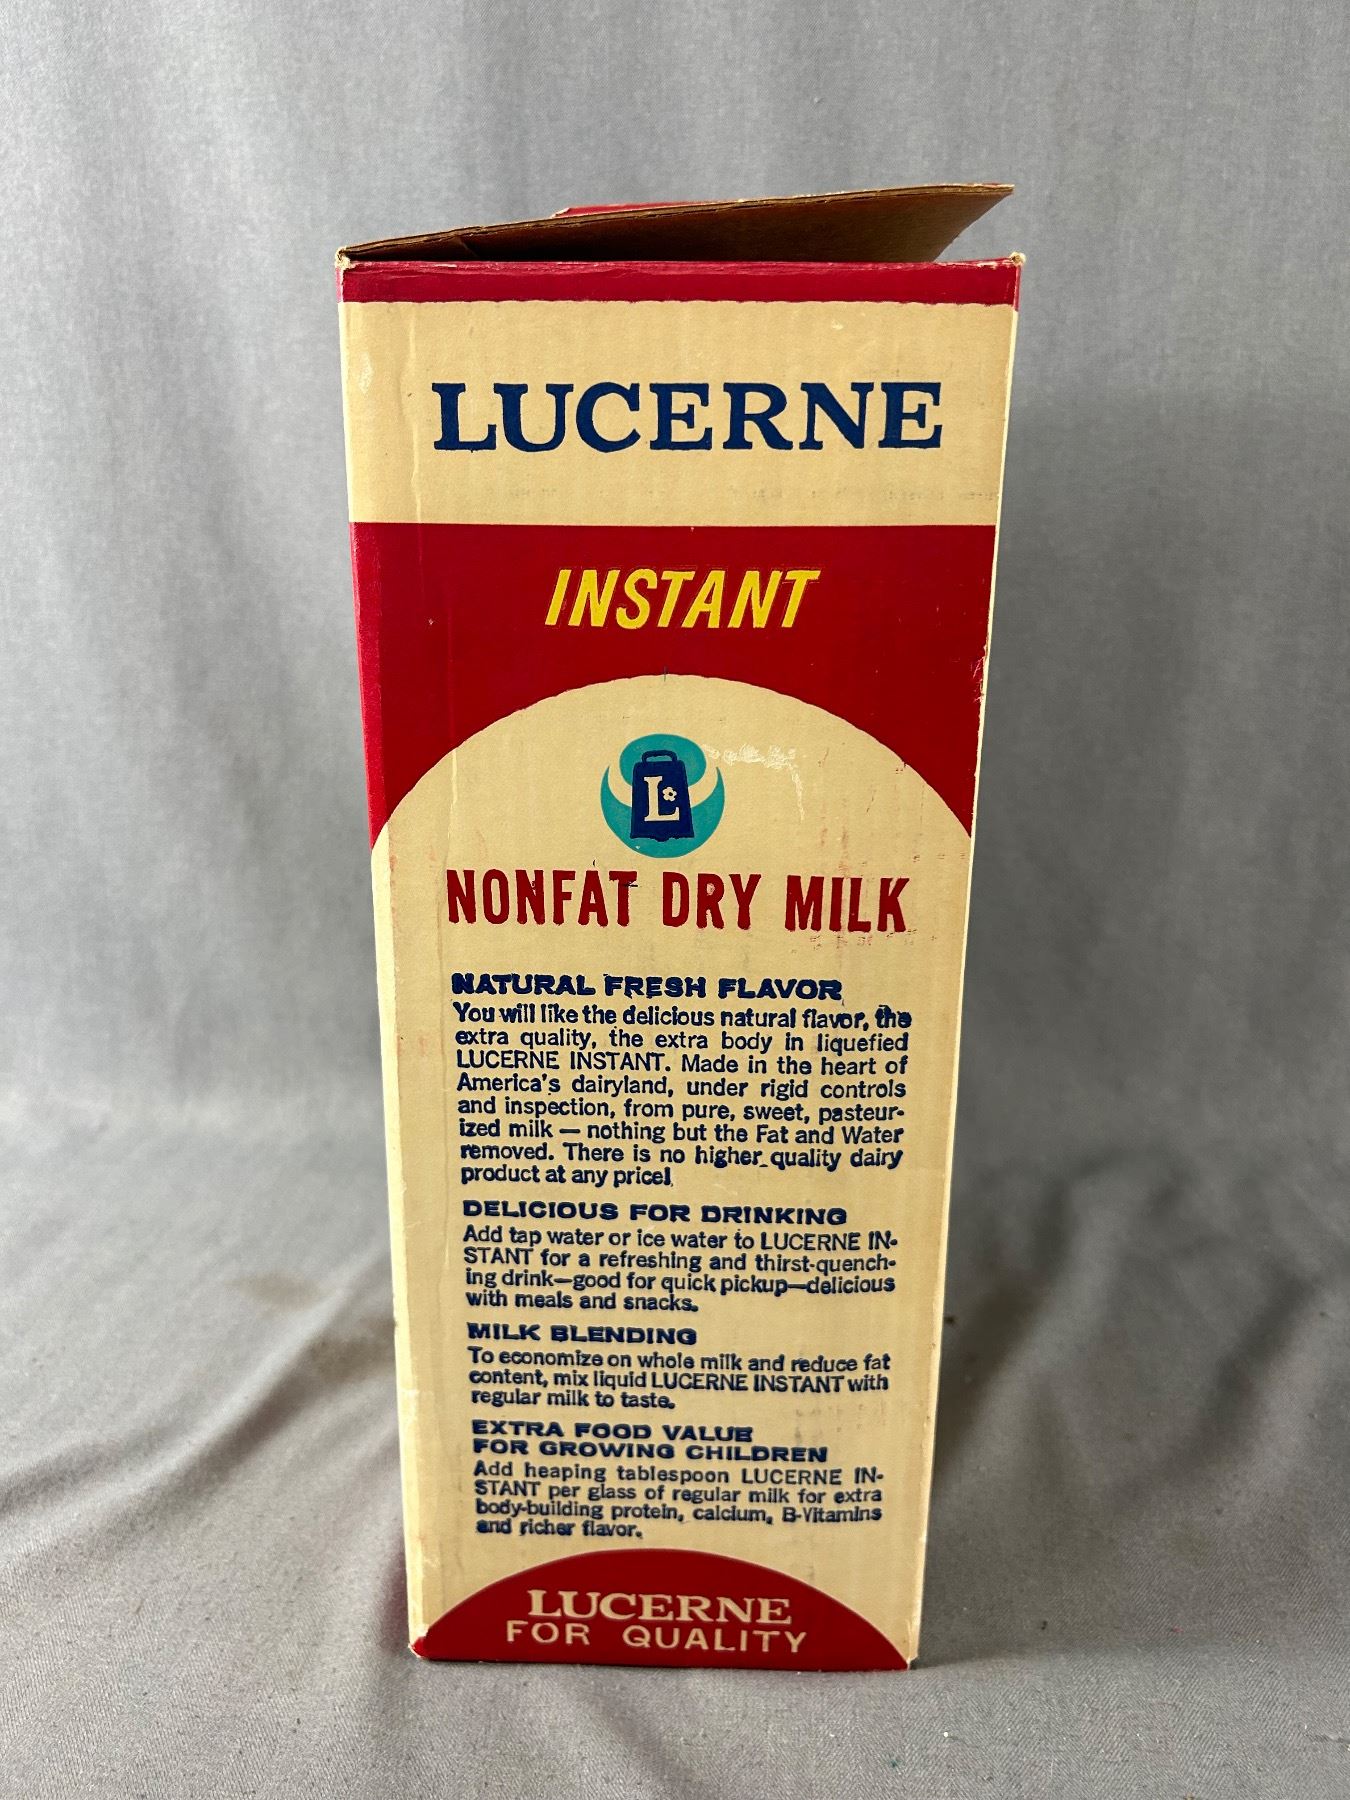 LUCERNE
INSTANT
L
NONFAT DRY MILK
NATURAL FRESH FLAVOR
You will like the delicious natural flavor, the
extra quality, the extra body in liquefied
LUCERNE INSTANT. Made in the heart of
America's dairyland, under rigid controls
and inspection, from pure, sweet, pasteur-
ized milk — nothing but the Fat and Water
removed. There is no higher quality dairy
product at any price!
DELICIOUS FOR DRINKING
Add tap water or ice water to LUCERNE IN-
STANT for a refreshing and thirst-quench-
ing drink—good for quick pickup—delicious
with meals and snacks.
MILK BLENDING
To economize on whole milk and reduce fat
content, mix liquid LUCERNE INSTANT with
regular milk to taste.
EXTRA FOOD VALUE
FOR GROWING CHILDREN
Add heaping tablespoon LUCERNE IN-
STANT per glass of regular milk for extra
body-building protein, calcium, B-Vitamins
and richer flavor.
LUCERNE
FOR QUALITY